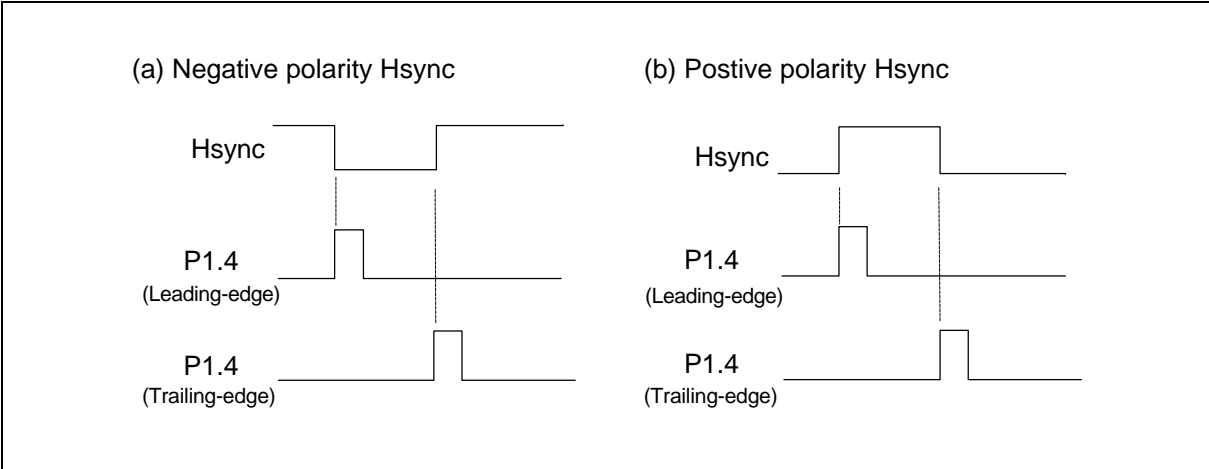 (a) Negative polarity Hsync
Hsync
P1.4
(Leading-edge)
P1.4
(Trailing-edge)
(b) Postive polarity Hsync
Hsync
P1.4
(Leading-edge)
P1.4
(Trailing-edge)